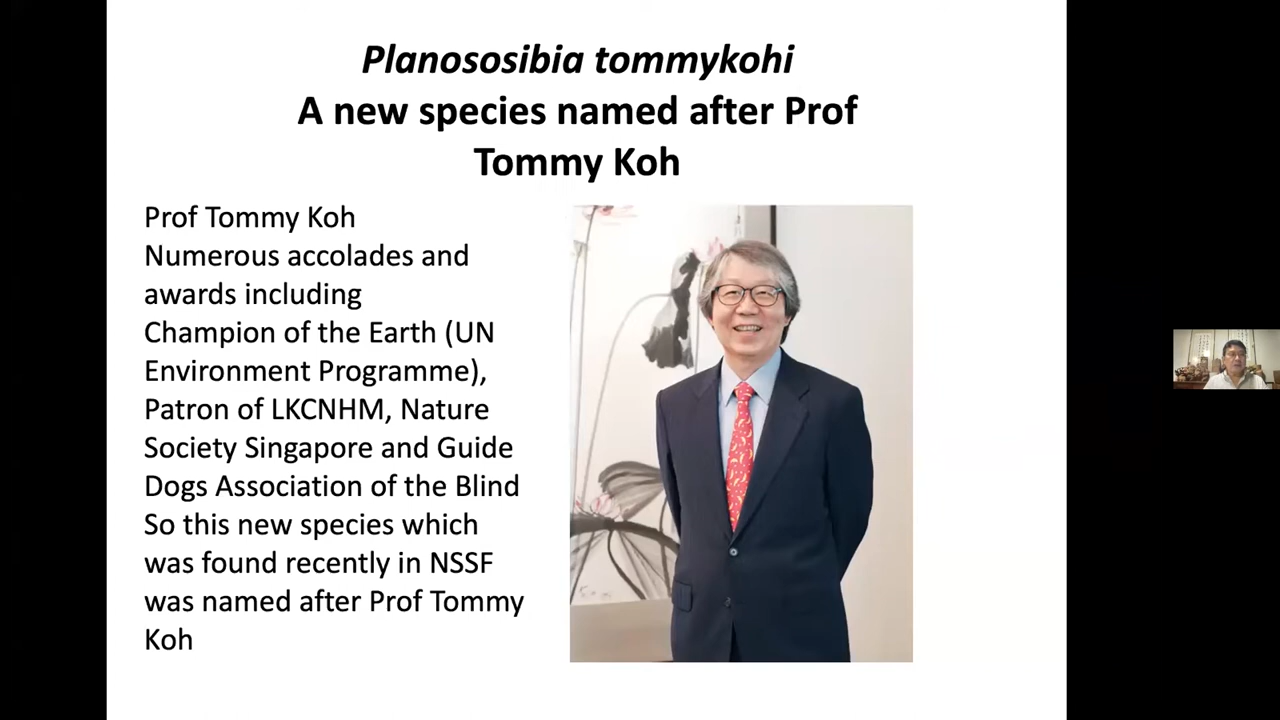 Planososibia tommykohi
A new species named after Prof
Tommy Koh
Prof Tommy Koh
Numerous accolades and
awards including
Champion of the Earth (UN
Environment Programme),
Patron of LKCNHM, Nature
Society Singapore and Guide
Dogs Association of the Blind
So this new species which
was found recently in NSSF
was named after Prof Tommy
Koh